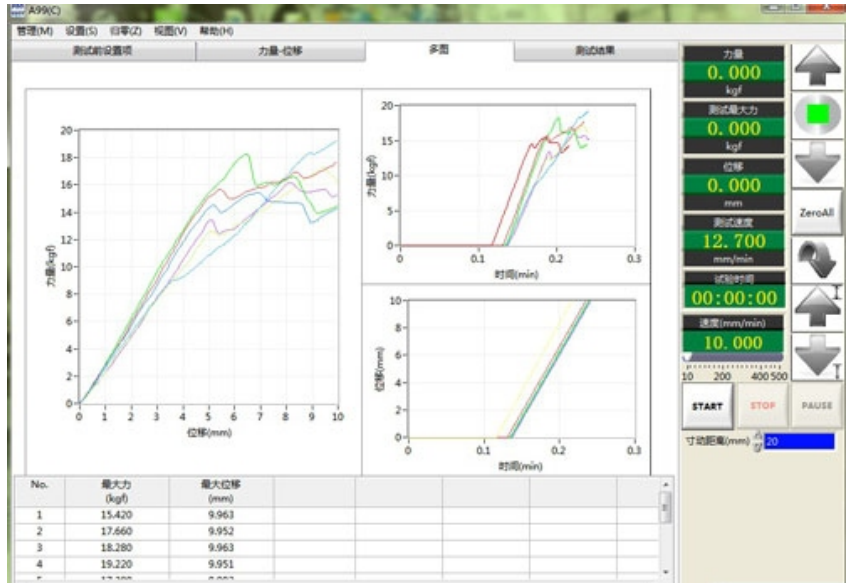 A99(C)
管理(M) 设置(S) 归零(Z) 视图(V) 帮助(H)
测试前设置项 力量-位移 多图 测试结果
力量(kgf)
20
18
16
14
12
10
8
6
4
2
0
0 1 2 3 4 5 6 7 8 9 10
位移(mm)
力量(kgf)
20
15
10
5
0
0 0.1 0.2 0.3
时间(min)
位移(mm)
10
8
6
4
2
0
0 0.1 0.2 0.3
时间(min)
No. 最大力 最大位移
(kgf) (mm)
1 15.420 9.963
2 17.660 9.952
3 18.280 9.963
4 19.220 9.951
力量
0.000
kgf
测试最大力
0.000
kgf
位移
0.000
mm
测试速度
12.700
mm/min
试验时间
00:00:00
速度(mm/min)
10.000
10 200 400 500
ZeroAll
START STOP PAUSE
寸动距离(mm) 20